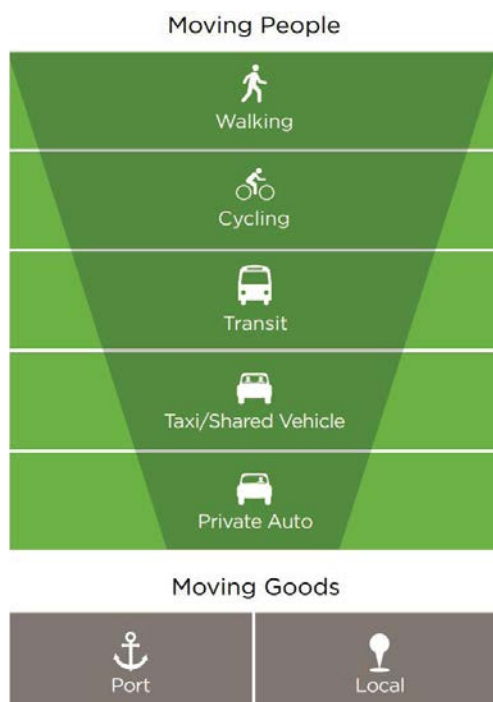 Moving People
Walking
Cycling
Transit
Taxi/Shared Vehicle
Private Auto
Moving Goods
Port
Local